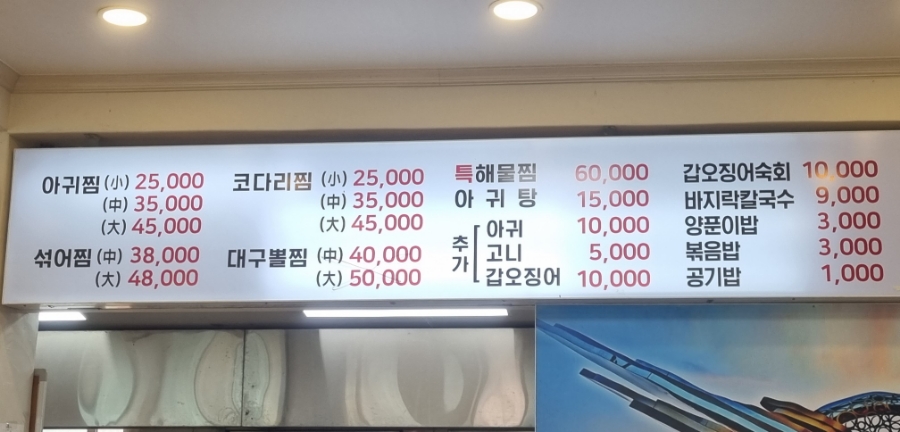 아귀찜 (小) 25,000
(中) 35,000
(大) 45,000
섞어찜 (中) 38,000
(大) 48,000
코다리찜 (小) 25,000
(中) 35,000
(大) 45,000
대구뽈찜 (中) 40,000
(大) 50,000
특해물찜 60,000
아귀탕 15,000
추가 [ 아귀 10,000
고니 5,000
갑오징어 10,000
갑오징어숙회 10,000
바지락칼국수 9,000
양푼이밥 3,000
볶음밥 3,000
공기밥 1,000